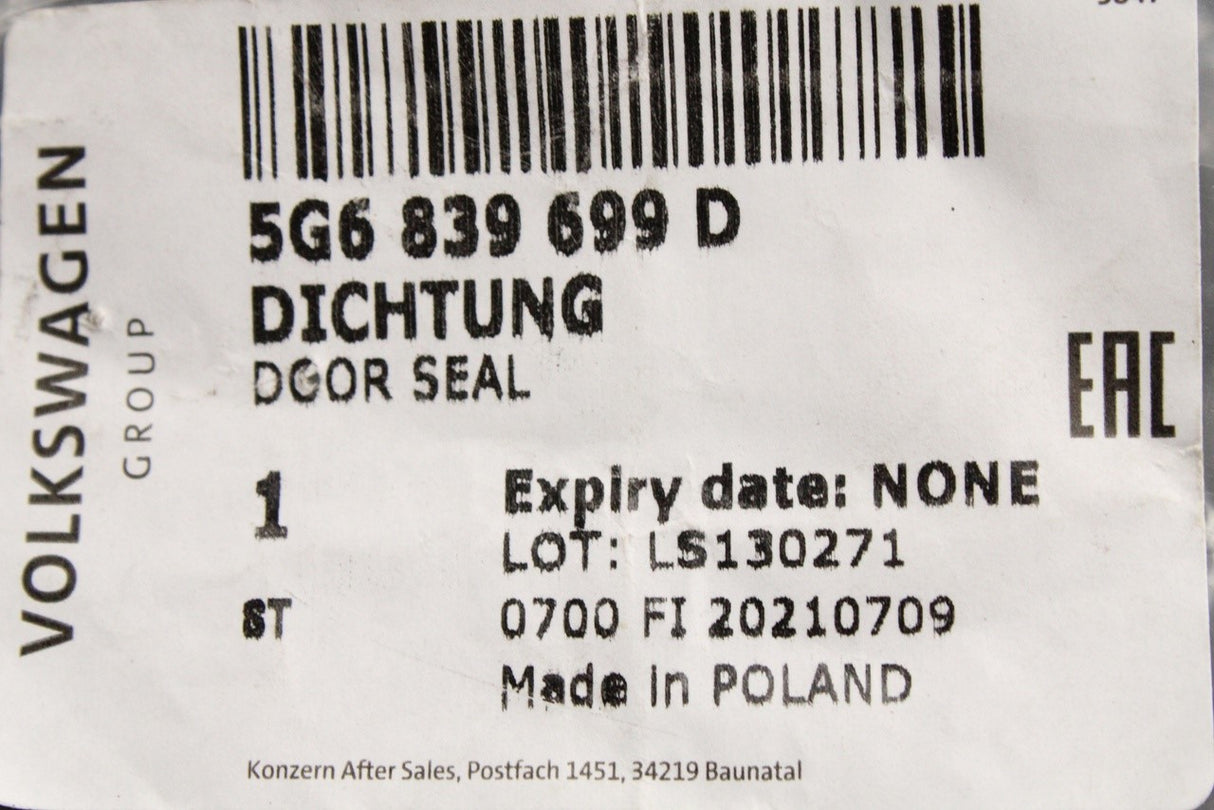 VOLKSWAGEN
GROUP
5G6 839 699 D
DICHTUNG
DOOR SEAL
EAC
1
Expiry date: NONE
LOT: LS130271
ST
0700 FI 20210709
Made in POLAND
Konzern After Sales, Postfach 1451, 34219 Baunatal